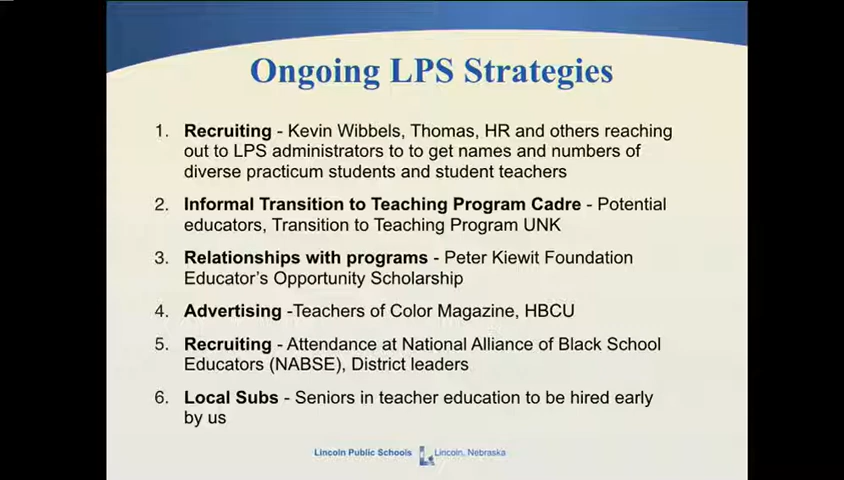 Ongoing LPS Strategies
1. Recruiting - Kevin Wibbels, Thomas, HR and others reaching
out to LPS administrators to to get names and numbers of
diverse practicum students and student teachers
2. Informal Transition to Teaching Program Cadre - Potential
educators, Transition to Teaching Program UNK
3. Relationships with programs - Peter Kiewit Foundation
Educator's Opportunity Scholarship
4. Advertising -Teachers of Color Magazine, HBCU
5. Recruiting - Attendance at National Alliance of Black School
Educators (NABSE), District leaders
6. Local Subs - Seniors in teacher education to be hired early
by us
Lincoln Public Schools Lincoln, Nebraska